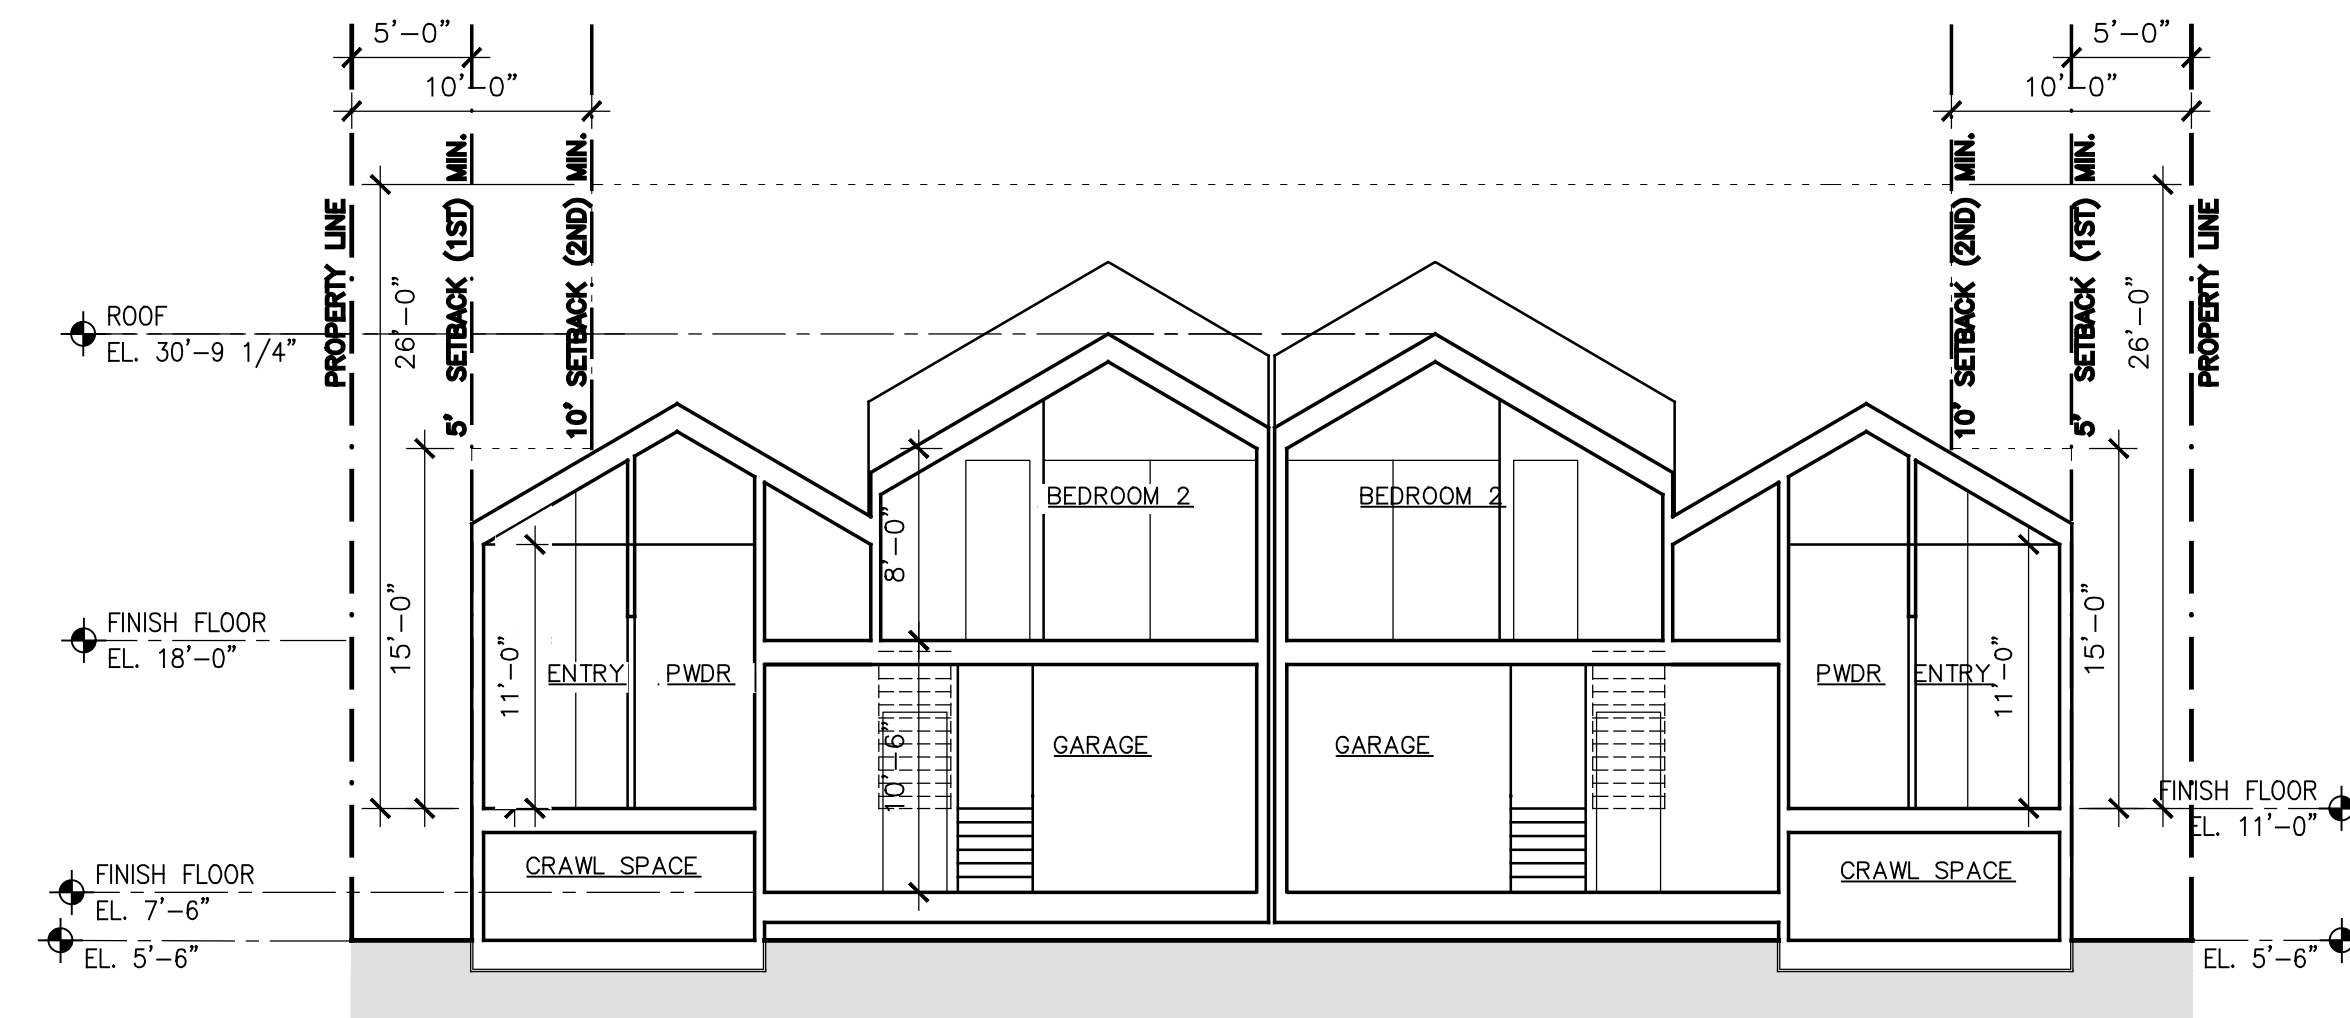 5'-0"
5'-0"
10'-0"
10'-0"
PROPERTY LINE
5' SETBACK (1ST) MIN.
10' SETBACK (2ND) MIN.
10' SETBACK (2ND) MIN.
5' SETBACK (1ST) MIN.
PROPERTY LINE
26'-0"
26'-0"
ROOF
EL. 30'-9 1/4"
BEDROOM 2
BEDROOM 2
8'-0"
FINISH FLOOR
EL. 18'-0"
15'-0"
11'-0"
ENTRY
PWDR
PWDR
ENTRY
11'-0"
15'-0"
10'-6"
GARAGE
GARAGE
FINISH FLOOR
EL. 11'-0"
CRAWL SPACE
CRAWL SPACE
FINISH FLOOR
EL. 7'-6"
EL. 5'-6"
EL. 5'-6"